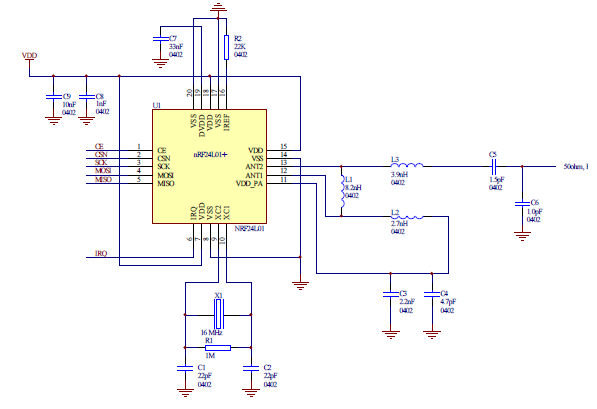 C7
33nF
0402
R2
22K
0402
VDD
C9
10nF
0402
C8
1nF
0402
20
19
18
17
16
U1
VSS
DVDD
VDD
VSS
IREF
nRF24L01+
CE
1
CE
CSN
2
CSN
SCK
3
SCK
MOSI
4
MOSI
MISO
5
MISO
VDD
15
VSS
14
ANT2
13
ANT1
12
VDD_PA
11
IRQ
VDD
VSS
XC2
XC1
NRF24L01
6
7
8
9
10
IRQ
L3
3.9nH
0402
C5
1.5pF
0402
50ohm,
L1
8.2nH
0402
C6
1.0pF
0402
L2
2.7nH
0402
C3
2.2nF
0402
C4
4.7pF
0402
X1
16 MHz
R1
1M
C1
22pF
0402
C2
22pF
0402